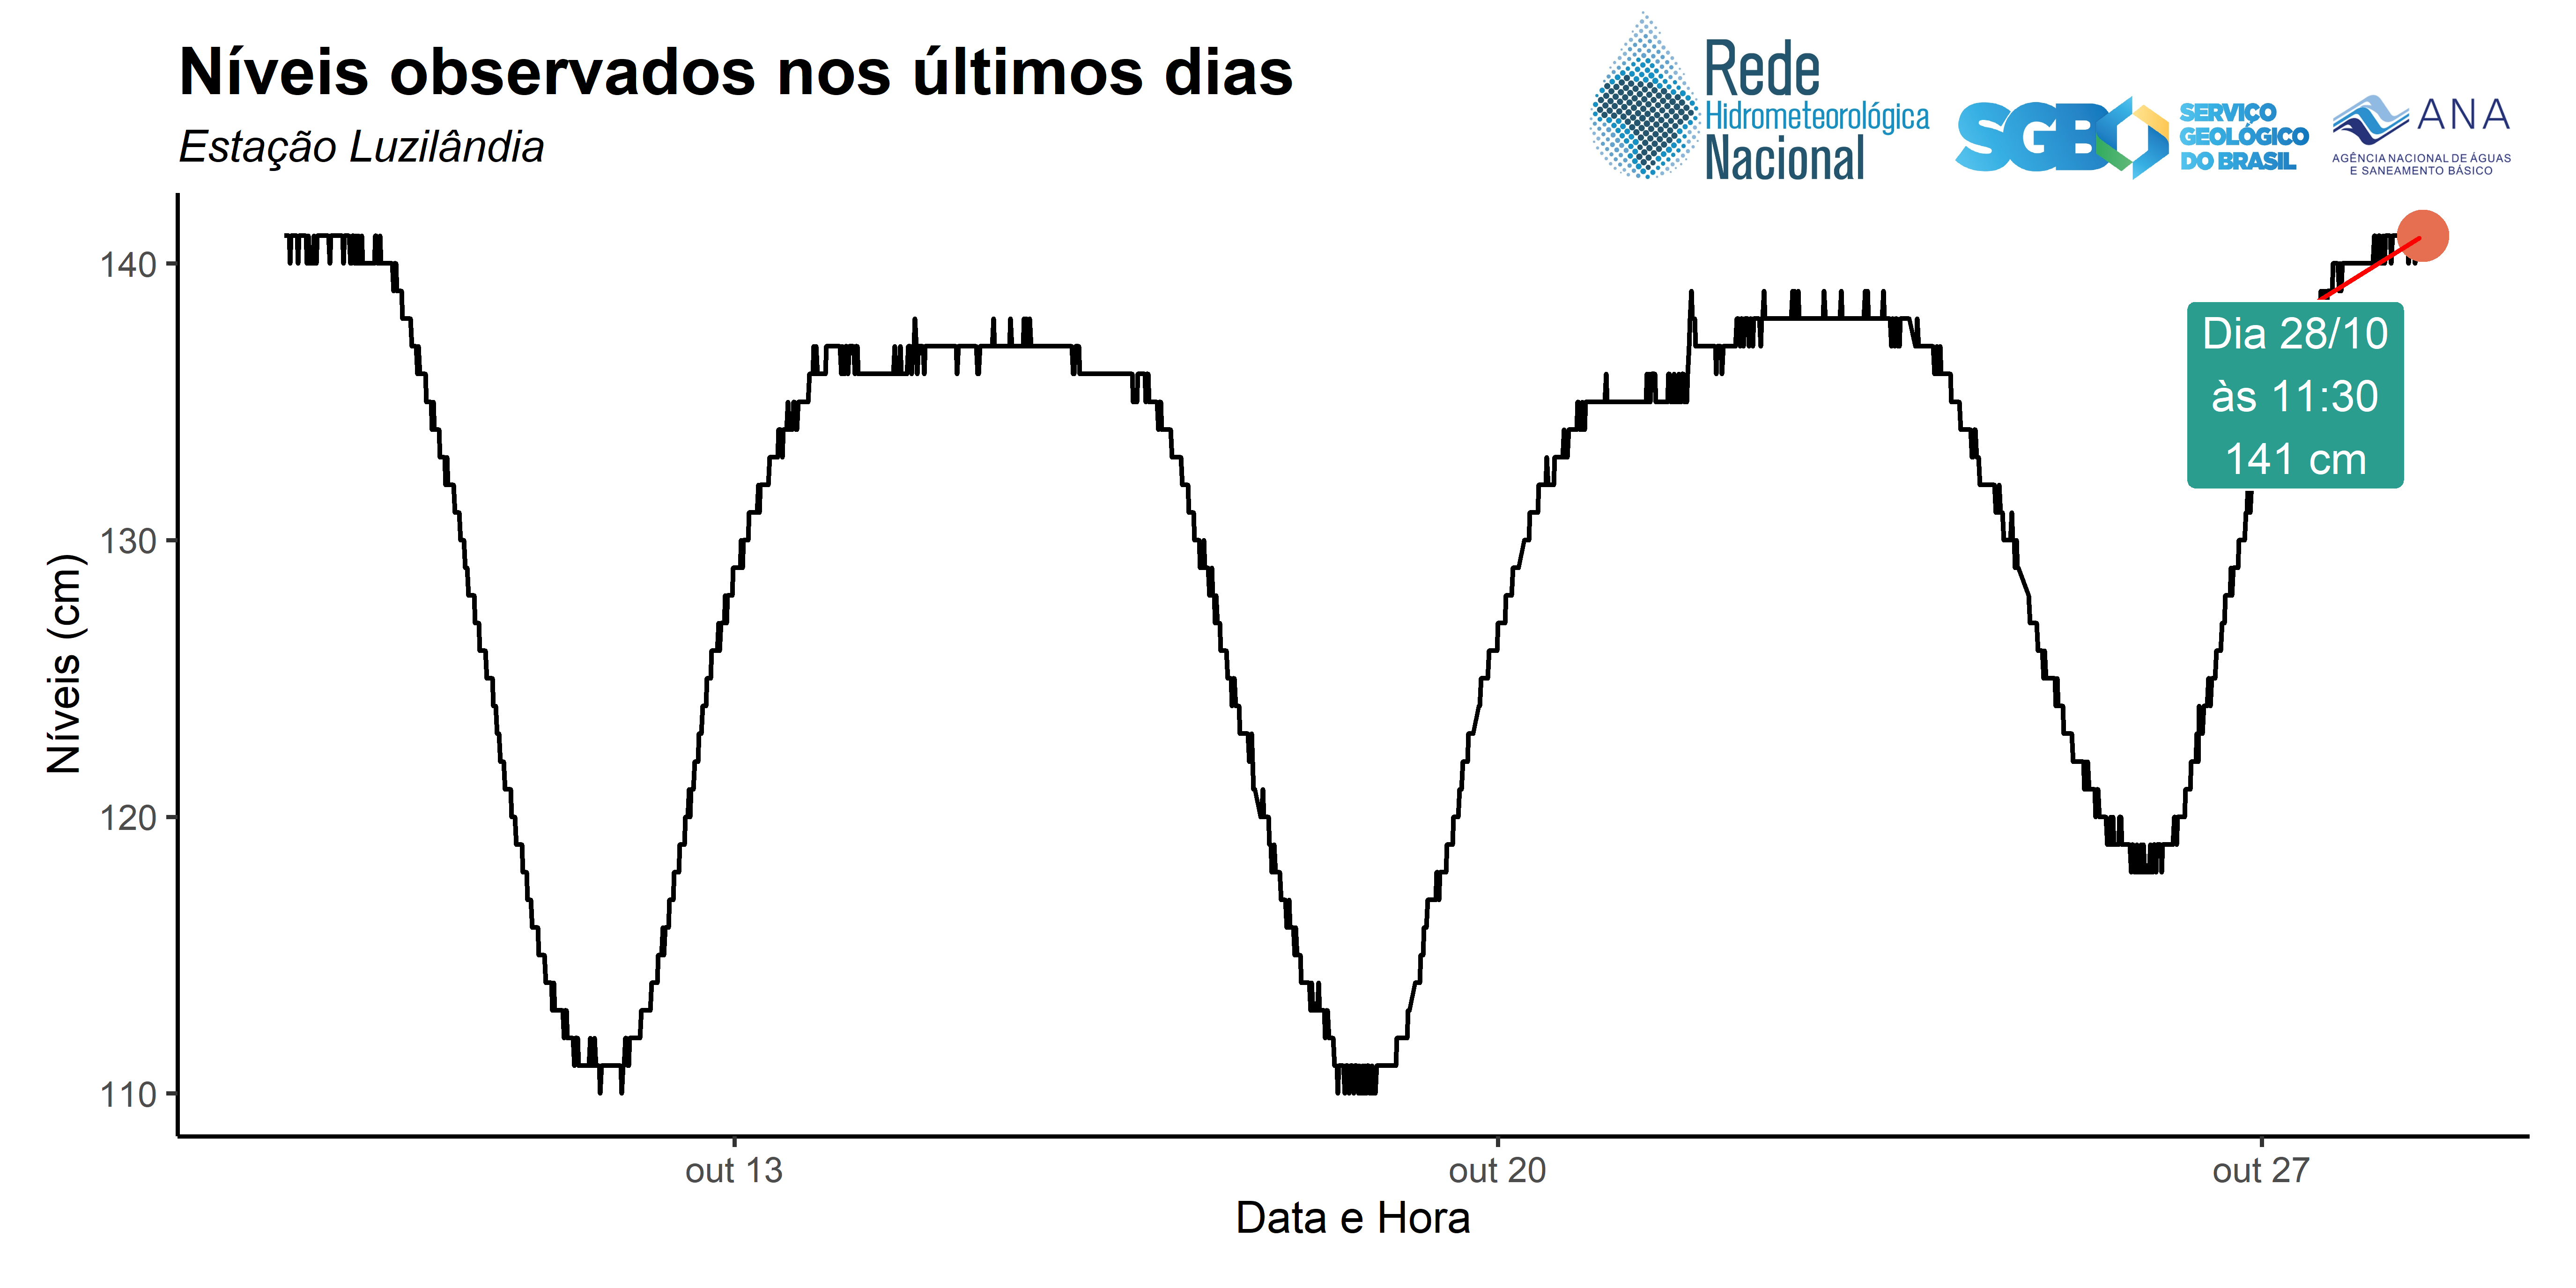 Níveis observados nos últimos dias
Estação Luzilândia
Rede
Hidrometeorológica
Nacional
SGB
SERVIÇO
GEOLÓGICO
DO BRASIL
ANA
AGÊNCIA NACIONAL DE ÁGUAS
E SANEAMENTO BÁSICO
140
130
120
110
Níveis (cm)
Dia 28/10
às 11:30
141 cm
out 13
out 20
out 27
Data e Hora